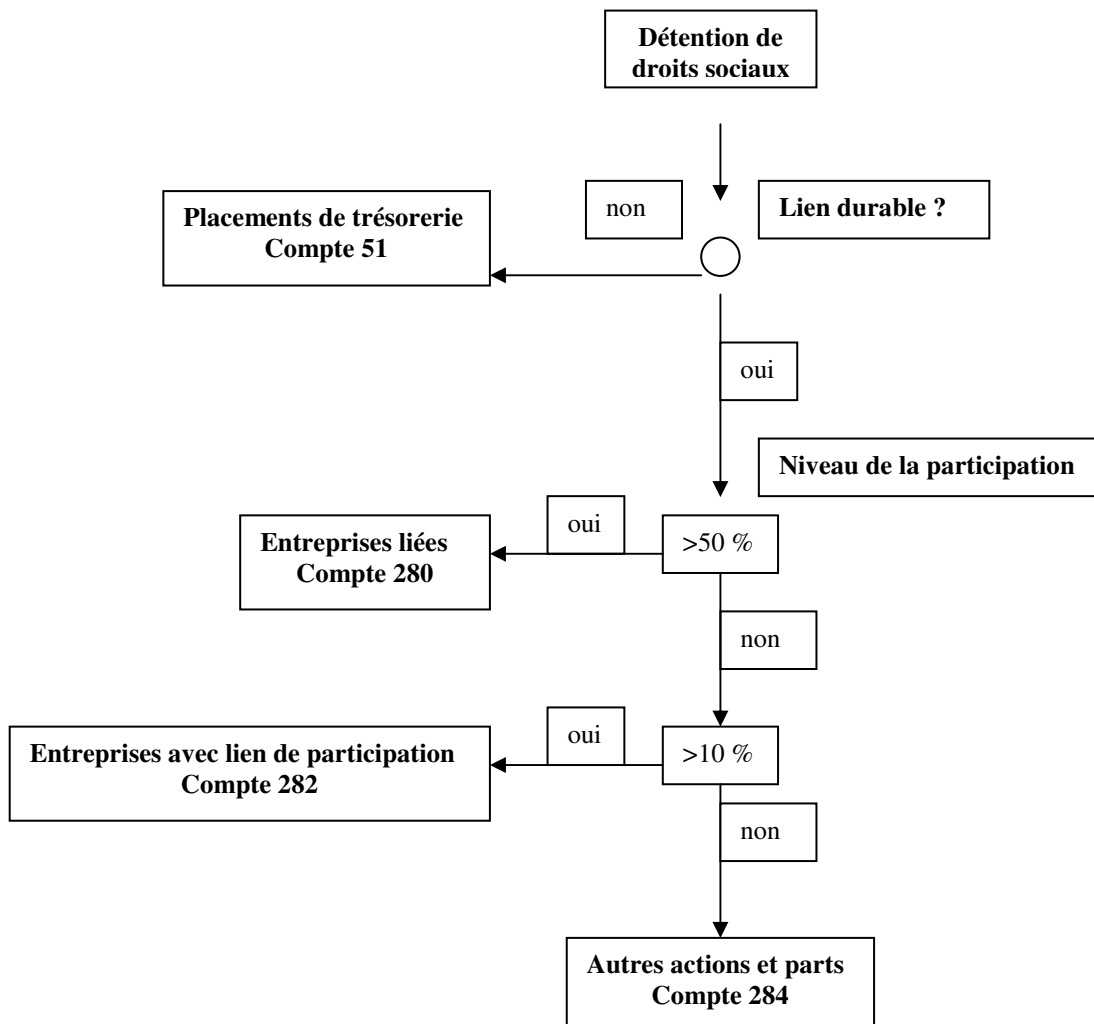 Détention de
droits sociaux
non
Lien durable ?
Placements de trésorerie
Compte 51
oui
Niveau de la participation
oui
>50 %
Entreprises liées
Compte 280
non
oui
>10 %
Entreprises avec lien de participation
Compte 282
non
Autres actions et parts
Compte 284